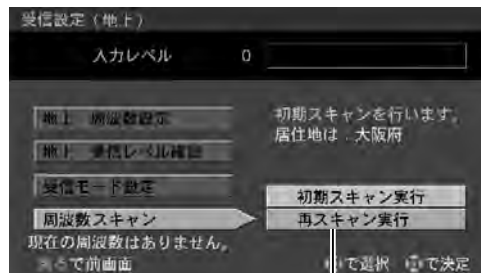 受信設定（地上）
入力レベル 0
地上 周波数設定
地上 受信レベル確認
受信モード設定
周波数スキャン
初期スキャンを行います。
居住地は：大阪府
初期スキャン実行
再スキャン実行
現在の周波数はありません。
戻るで前画面
で選択 で決定